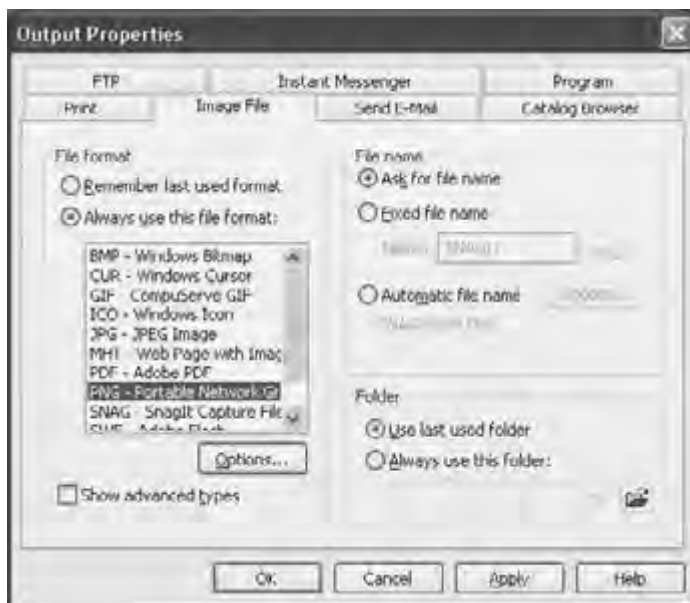 Output Properties
FTP
Instant Messenger
Program
Print
Image File
Send E-Mail
Catalog Browser
File format
Remember last used format
Always use this file format:
BMP - Windows Bitmap
CUR - Windows Cursor
GIF - CompuServe GIF
ICO - Windows Icon
JPG - JPEG Image
MHT - Web Page with Imag
PDF - Adobe PDF
PNG - Portable Network Gr
SNAG - SnagIt Capture File
SWF - Adobe Flash
Options...
Show advanced types
File name
Ask for file name
Fixed file name
Name:
Automatic file name
Folder
Use last used folder
Always use this folder:
OK
Cancel
Apply
Help